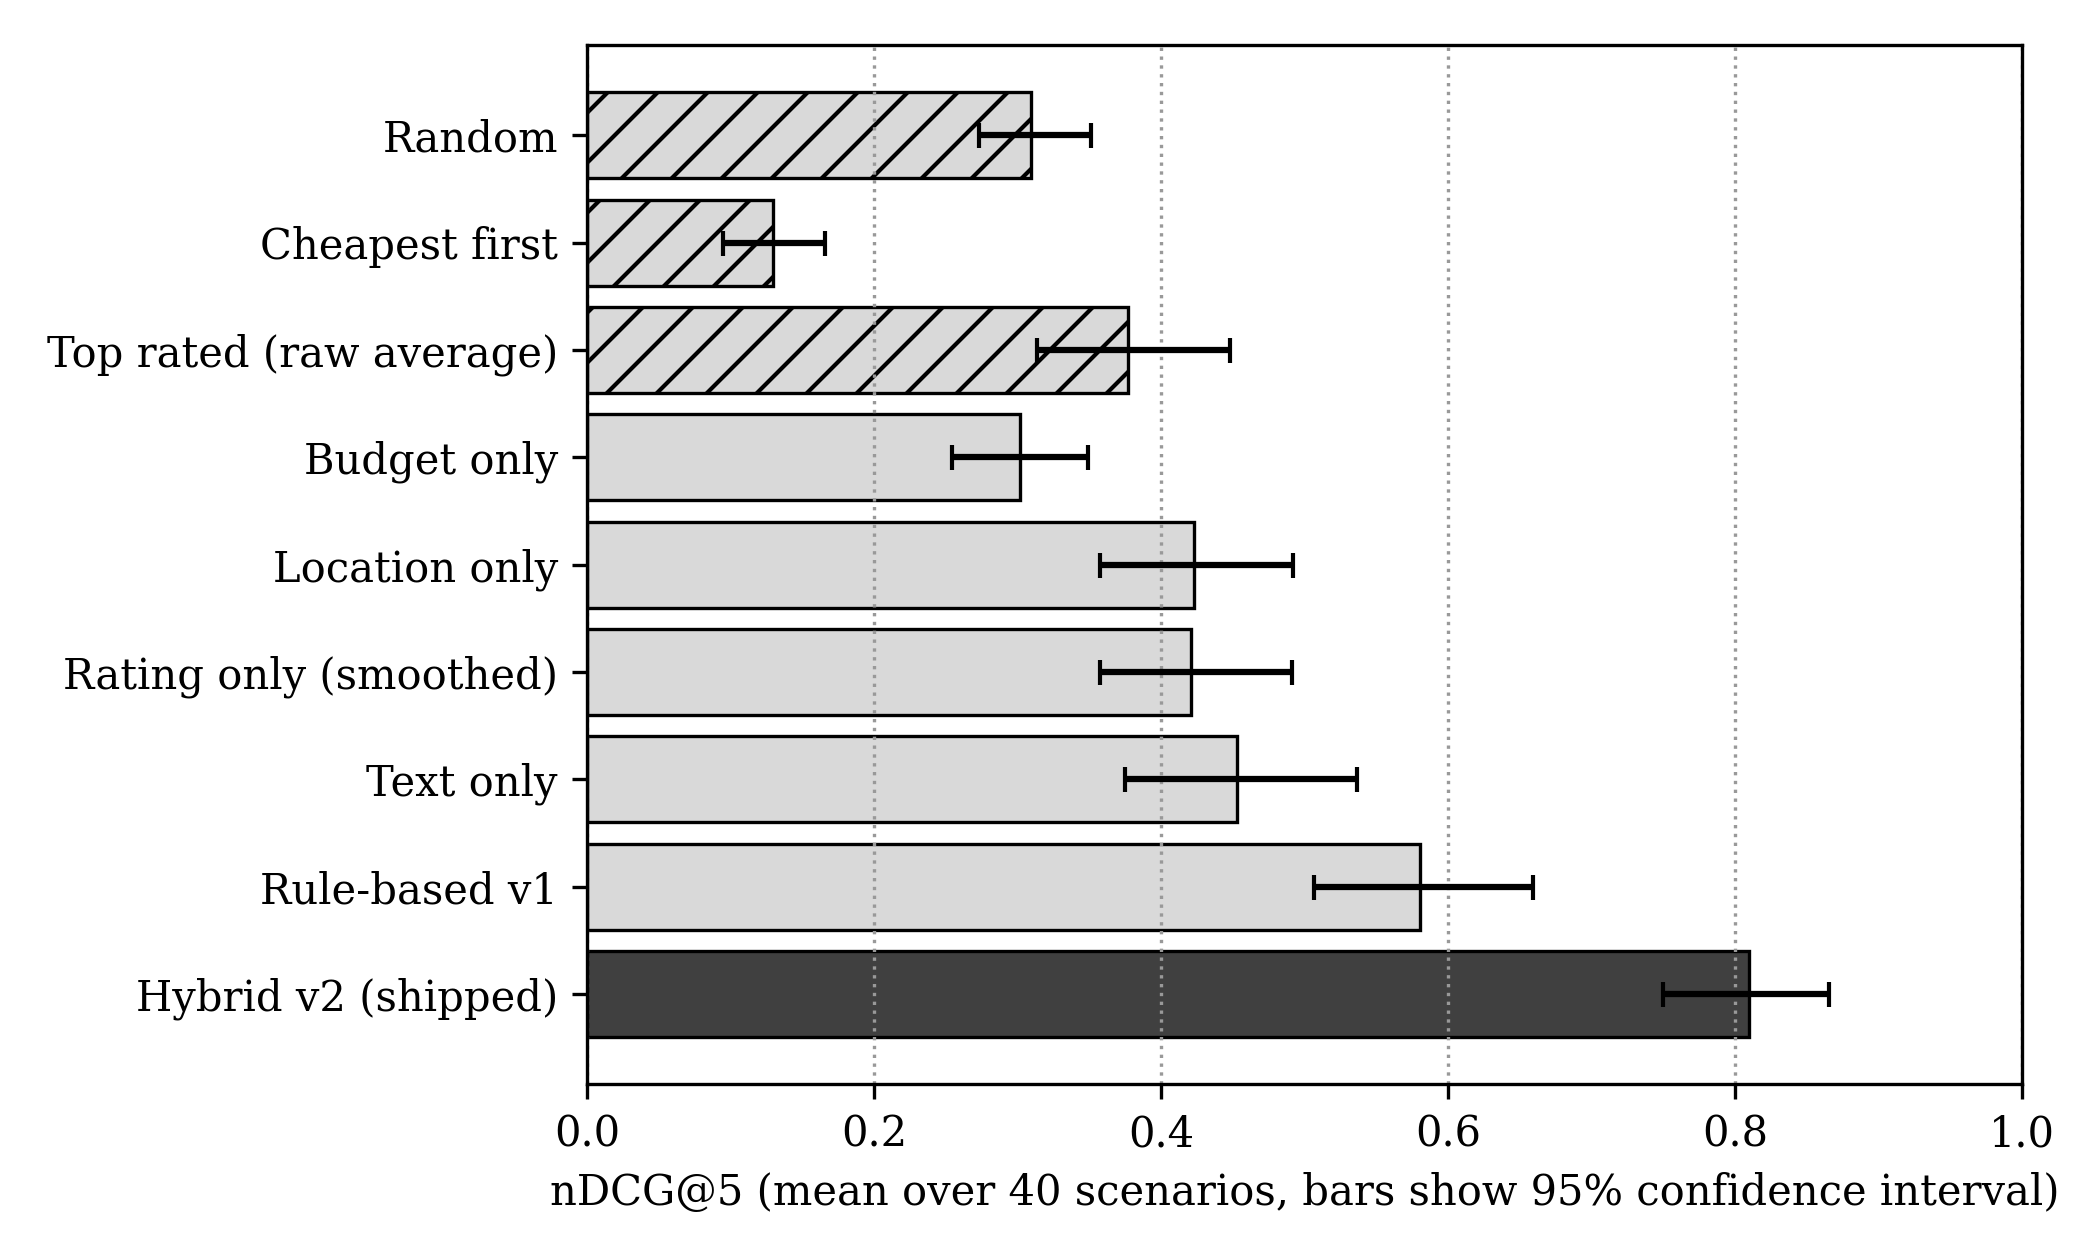 Random
Cheapest first
Top rated (raw average)
Budget only
Location only
Rating only (smoothed)
Text only
Rule-based v1
Hybrid v2 (shipped)
0.0 0.2 0.4 0.6 0.8 1.0
nDCG@5 (mean over 40 scenarios, bars show 95% confidence interval)